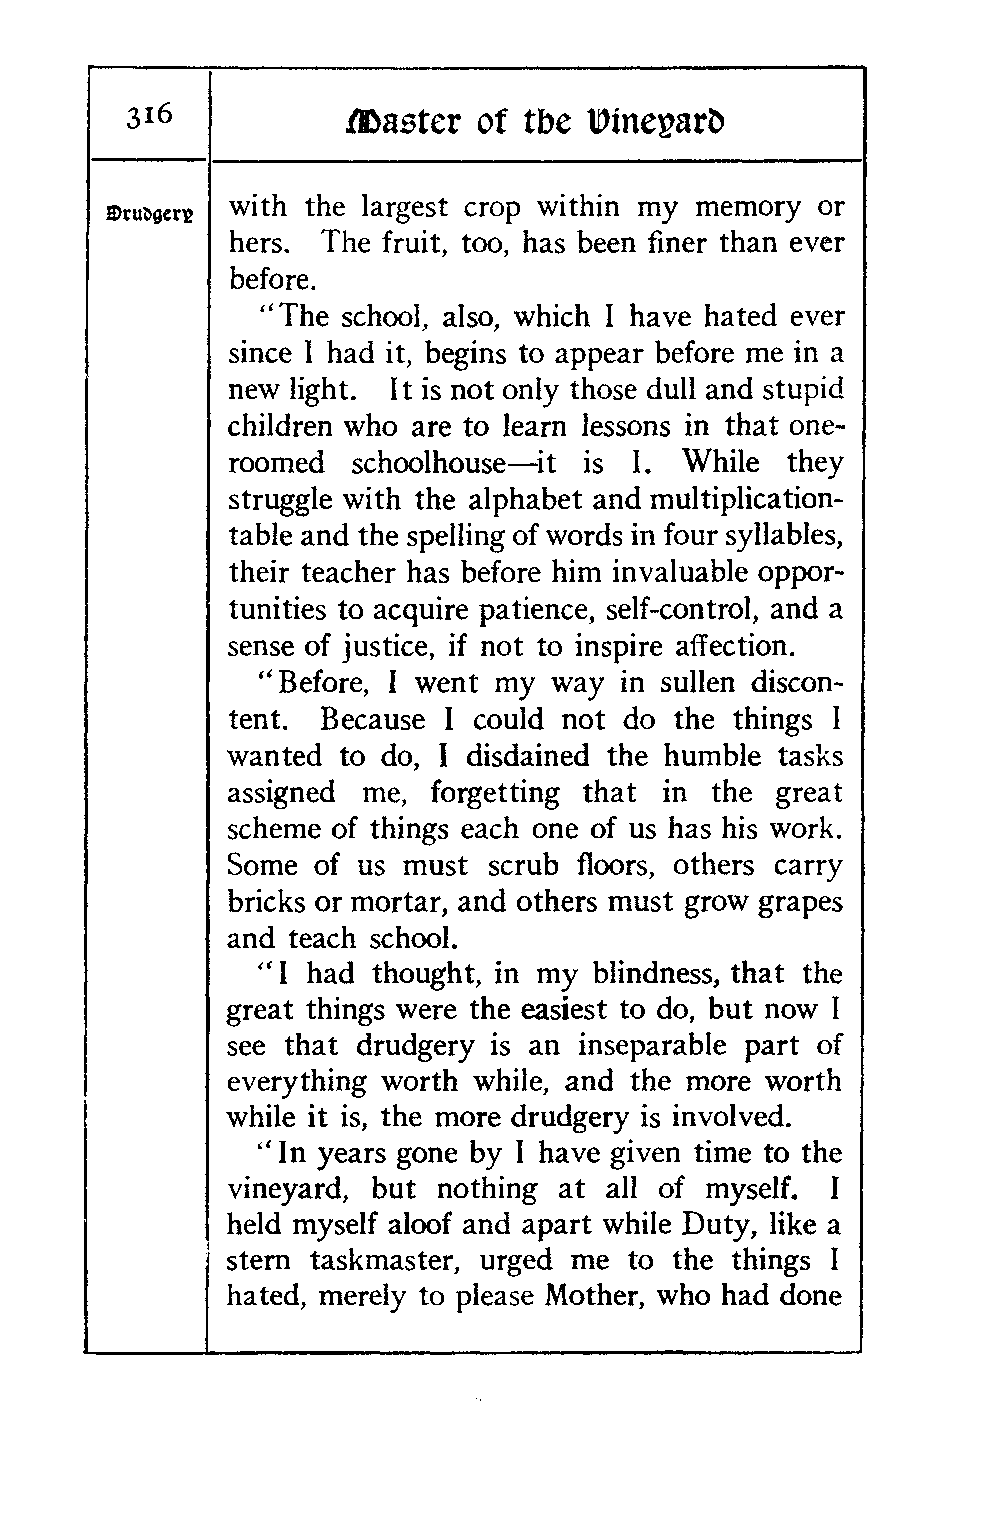 316
Master of the Vineyard
Drudgery
with the largest crop within my memory or
hers. The fruit, too, has been finer than ever
before.
“The school, also, which I have hated ever
since I had it, begins to appear before me in a
new light. It is not only those dull and stupid
children who are to learn lessons in that one-
roomed schoolhouse—it is I. While they
struggle with the alphabet and multiplication-
table and the spelling of words in four syllables,
their teacher has before him invaluable oppor-
tunities to acquire patience, self-control, and a
sense of justice, if not to inspire affection.
“Before, I went my way in sullen discon-
tent. Because I could not do the things I
wanted to do, I disdained the humble tasks
assigned me, forgetting that in the great
scheme of things each one of us has his work.
Some of us must scrub floors, others carry
bricks or mortar, and others must grow grapes
and teach school.
“I had thought, in my blindness, that the
great things were the easiest to do, but now I
see that drudgery is an inseparable part of
everything worth while, and the more worth
while it is, the more drudgery is involved.
“In years gone by I have given time to the
vineyard, but nothing at all of myself. I
held myself aloof and apart while Duty, like a
stern taskmaster, urged me to the things I
hated, merely to please Mother, who had done